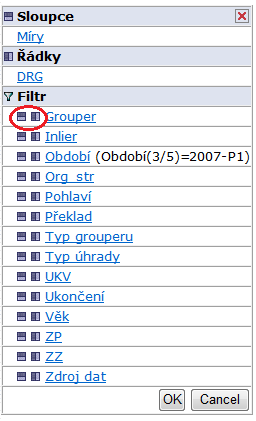 Sloupce
Míry
Řádky
DRG
Filtr
Grouper
Inlier
Období (Období(3/5)=2007-P1)
Org_str
Pohlaví
Překlad
Typ grouperu
Typ úhrady
UKV
Ukončení
Věk
ZP
ZZ
Zdroj dat
OK Cancel